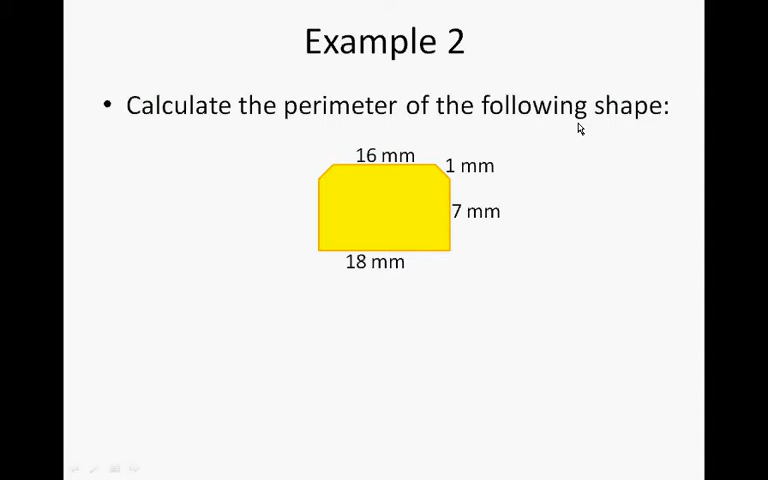 Example 2
• Calculate the perimeter of the following shape:
16 mm
1 mm
7 mm
18 mm